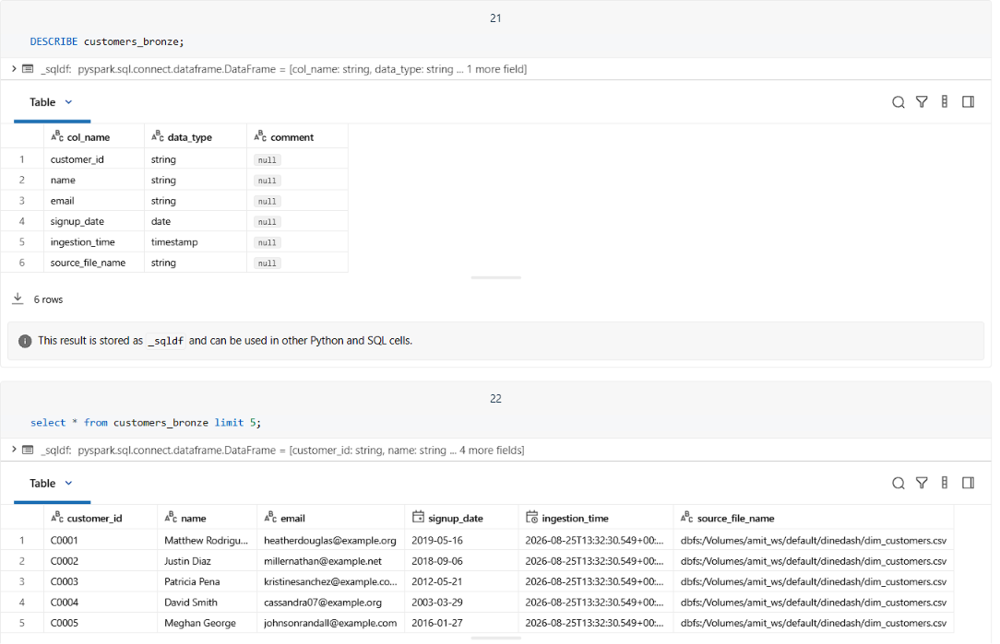 21
DESCRIBE customers_bronze;
_sqldf: pyspark.sql.connect.dataframe.DataFrame = [col_name: string, data_type: string ... 1 more field]
Table
col_name data_type comment
1 customer_id string null
2 name string null
3 email string null
4 signup_date date null
5 ingestion_time timestamp null
6 source_file_name string null
6 rows
This result is stored as _sqldf and can be used in other Python and SQL cells.
22
select * from customers_bronze limit 5;
_sqldf: pyspark.sql.connect.dataframe.DataFrame = [customer_id: string, name: string ... 4 more fields]
Table
customer_id name email signup_date ingestion_time source_file_name
1 C0001 Matthew Rodrigu... heatherdouglas@example.org 2019-05-16 2026-08-25T13:32:30.549+00:... dbfs:/Volumes/amit_ws/default/dinedash/dim_customers.csv
2 C0002 Justin Diaz millernathan@example.net 2018-09-06 2026-08-25T13:32:30.549+00:... dbfs:/Volumes/amit_ws/default/dinedash/dim_customers.csv
3 C0003 Patricia Pena kristinesanchez@example.co... 2012-05-21 2026-08-25T13:32:30.549+00:... dbfs:/Volumes/amit_ws/default/dinedash/dim_customers.csv
4 C0004 David Smith cassandra07@example.org 2003-03-29 2026-08-25T13:32:30.549+00:... dbfs:/Volumes/amit_ws/default/dinedash/dim_customers.csv
5 C0005 Meghan George johnsonrandall@example.com 2016-01-27 2026-08-25T13:32:30.549+00:... dbfs:/Volumes/amit_ws/default/dinedash/dim_customers.csv